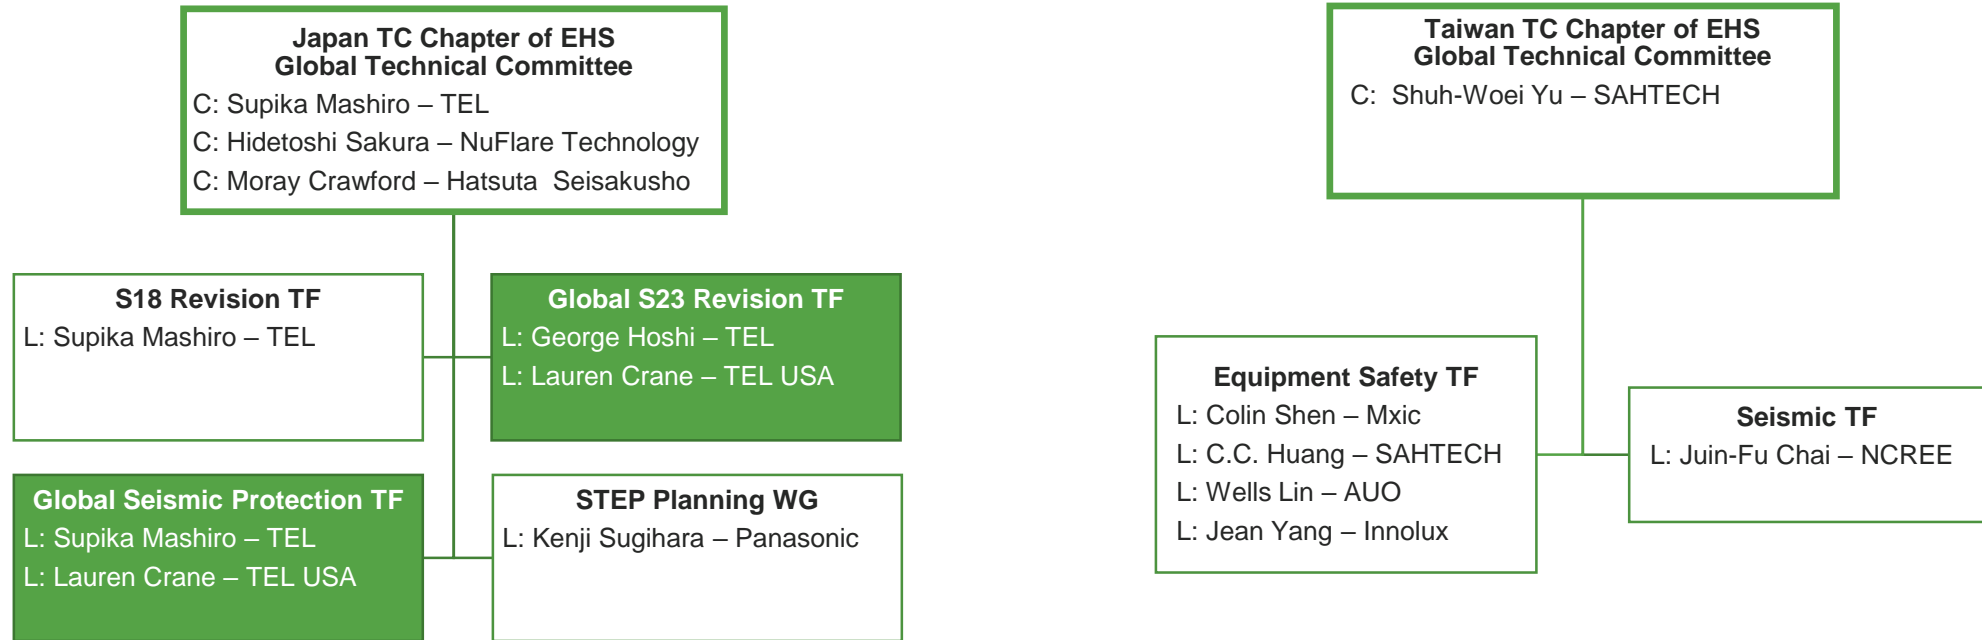 Japan TC Chapter of EHS
Global Technical Committee
C: Supika Mashiro – TEL
C: Hidetoshi Sakura – NuFlare Technology
C: Moray Crawford – Hatsuta Seisakusho
S18 Revision TF
L: Supika Mashiro – TEL
Global S23 Revision TF
L: George Hoshi – TEL
L: Lauren Crane – TEL USA
Global Seismic Protection TF
L: Supika Mashiro – TEL
L: Lauren Crane – TEL USA
STEP Planning WG
L: Kenji Sugihara – Panasonic
Taiwan TC Chapter of EHS
Global Technical Committee
C: Shuh-Woei Yu – SAHTECH
Equipment Safety TF
L: Colin Shen – Mxic
L: C.C. Huang – SAHTECH
L: Wells Lin – AUO
L: Jean Yang – Innolux
Seismic TF
L: Juin-Fu Chai – NCREE